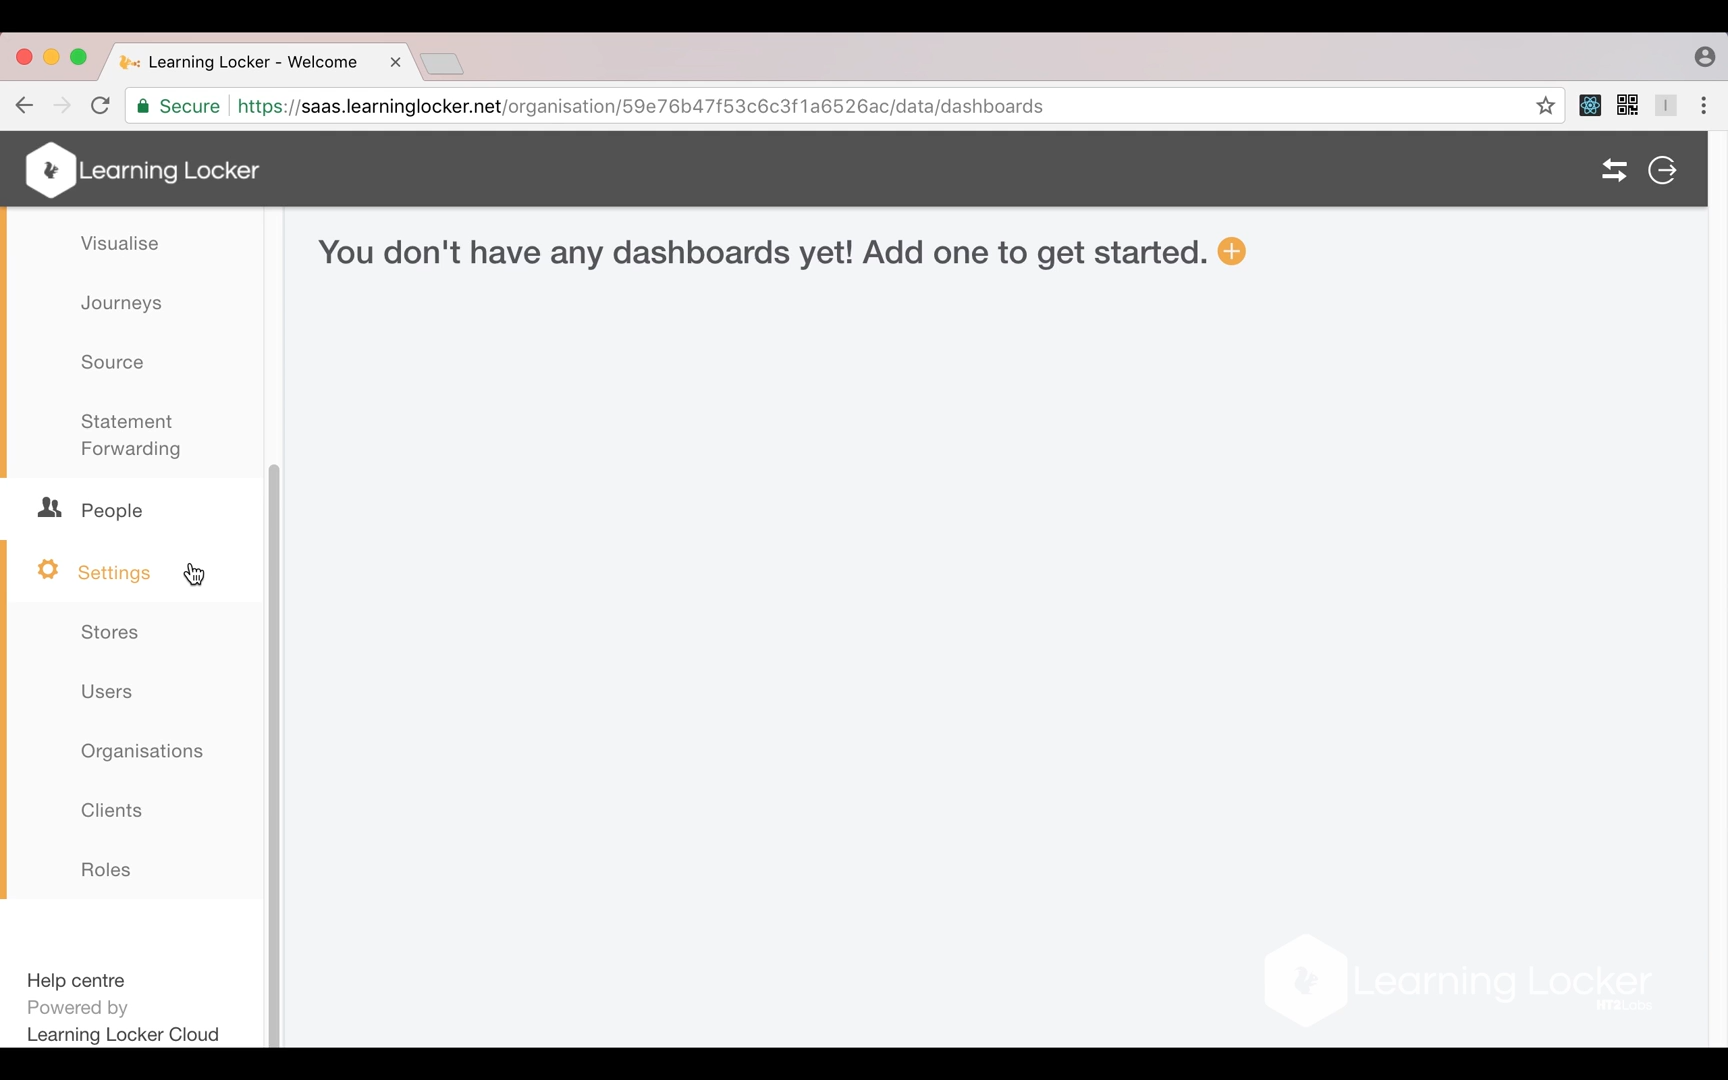 Learning Locker - Welcome
Secure https://saas.learninglocker.net/organisation/59e76b47f53c6c3f1a6526ac/data/dashboards
Learning Locker
Visualise
Journeys
Source
Statement
Forwarding
People
Settings
Stores
Users
Organisations
Clients
Roles
Help centre
Powered by
Learning Locker Cloud
You don't have any dashboards yet! Add one to get started.
Learning Locker
HT2Labs